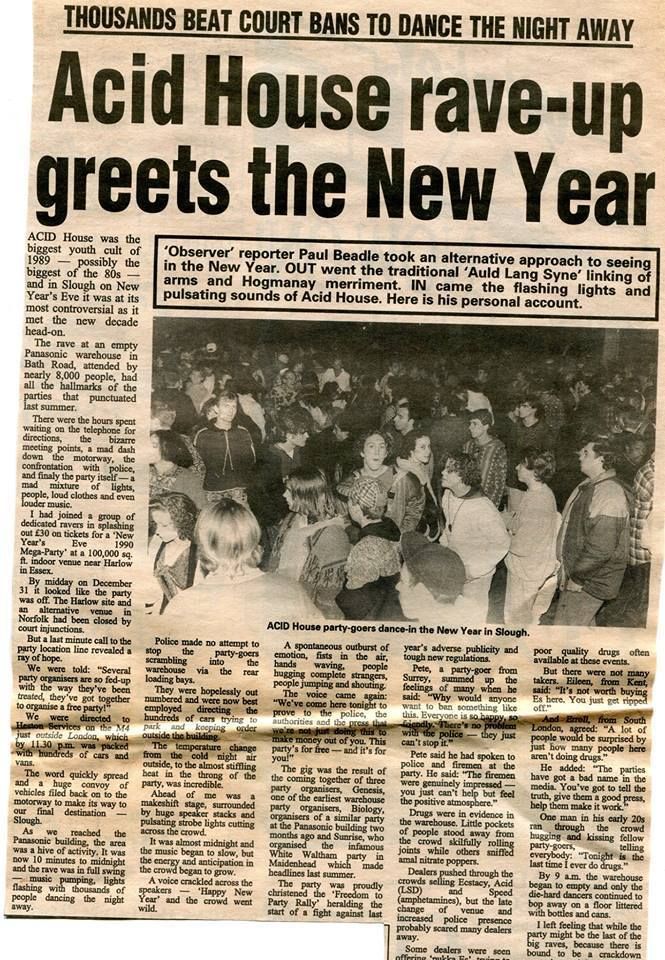 THOUSANDS BEAT COURT BANS TO DANCE THE NIGHT AWAY
Acid House rave-up
greets the New Year
ACID House was the
biggest youth cult of
1989 — possibly the
biggest of the 80s —
and in Slough on New
Year's Eve it was at its
most controversial as it
met the new decade
head-on.
The rave at an empty
Panasonic warehouse in
Bath Road, attended by
nearly 8,000 people, had
all the hallmarks of the
parties that punctuated
last summer.
There were the hours spent
waiting on the telephone for
directions, the bizarre
meeting points, a mad dash
down the motorway, the
confrontation with police,
and finaly the party itself — a
mad mixture of lights,
people, loud clothes and even
louder music.
I had joined a group of
dedicated ravers in splashing
out £30 on tickets for a 'New
Year's Eve 1990
Mega-Party' at a 100,000 sq.
ft. indoor venue near Harlow
in Essex.
By midday on December
31 it looked like the party
was off. The Harlow site and
an alternative venue in
Norfolk had been closed by
court injunctions.
But a last minute call to the
party location line revealed a
ray of hope.
We were told: "Several
party organisers are so fed-up
with the way they've been
treated, they've got together
to organise a free party!"
We were directed to
Heston Services on the M4
just outside London, which
by 11.30 p.m. was packed
with hundreds of cars and
vans.
The word quickly spread
and a huge convoy of
vehicles filed back on to the
motorway to make its way to
our final destination —
Slough.
As we reached the
Panasonic building, the area
was a hive of activity. It was
now 10 minutes to midnight
and the rave was in full swing
— music pumping, lights
flashing with thousands of
people dancing the night
away.
'Observer' reporter Paul Beadle took an alternative approach to seeing
in the New Year. OUT went the traditional 'Auld Lang Syne' linking of
arms and Hogmanay merriment. IN came the flashing lights and
pulsating sounds of Acid House. Here is his personal account.
ACID House party-goers dance-in the New Year in Slough.
Police made no attempt to
stop the party-goers
scrambling into the
warehouse via the rear
loading bays.
They were hopelessly out
numbered and were now best
employed directing the
hundreds of cars trying to
park and keeping order
outside the building.
The temperature change
from the cold night air
outside, to the almost stiffling
heat in the throng of the
party, was incredible.
Ahead of me was a
makeshift stage, surrounded
by huge speaker stacks and
pulsating strobe lights cutting
across the crowd.
It was almost midnight and
the music began to slow, but
the energy and anticipation in
the crowd began to grow.
A voice crackled across the
speakers — 'Happy New
Year' and the crowd went
wild.
A spontaneous outburst of
emotion, fists in the air,
hands waving, people
hugging complete strangers,
people jumping and shouting.
The voice came again:
"We've come here tonight to
prove to the police, the
authorities and the press that
we're not just doing this to
make money out of you. This
party's for free — and it's for
you!"
The gig was the result of
the coming together of three
party organisers, Genesis,
one of the earliest warehouse
party organisers, Biology,
organisers of a similar party
at the Panasonic building two
months ago and Sunrise, who
organised the infamous
White Waltham party in
Maidenhead which made
headlines last summer.
The party was proudly
christened the 'Freedom to
Party Rally' heralding the
start of a fight against last
year's adverse publicity and
tough new regulations.
Pete, a party-goer from
Surrey, summed up the
feelings of many when he
said: "Why would anyone
want to ban something like
this. Everyone is so happy, so
friendly. There's no problem
with the police — they just
can't stop it."
Pete said he had spoken to
police and firemen at the
party. He said: "The firemen
were genuinely impressed —
you just can't help but feel
the positive atmosphere."
Drugs were in evidence in
the warehouse. Little pockets
of people stood away from
the crowd skilfully rolling
joints while others sniffed
amal nitrate poppers.
Dealers pushed through the
crowds selling Ecstacy, Acid
(LSD) and Speed
(amphetamines), but the late
change of venue and
increased police presence
probably scared many dealers
away.
Some dealers were seen
offering 'pukka Es'
poor quality drugs often
available at these events.
But there were not many
takers. Eileen, from Kent,
said: "It's not worth buying
Es here. You just get ripped
off."
And Erroll, from South
London, agreed: "A lot of
people would be surprised by
just how many people here
aren't doing drugs."
He added: "The parties
have got a bad name in the
media. You've got to tell the
truth, give them a good press,
help them make it work."
One man in his early 20s
ran through the crowd
hugging and kissing fellow
party-goers, telling
everybody: "Tonight is the
last time I ever do drugs."
By 9 a.m. the warehouse
began to empty and only the
die-hard dancers continued to
bop away on a floor littered
with bottles and cans.
I left feeling that while the
party might be the last of the
big raves, because there is
bound to be a crackdown